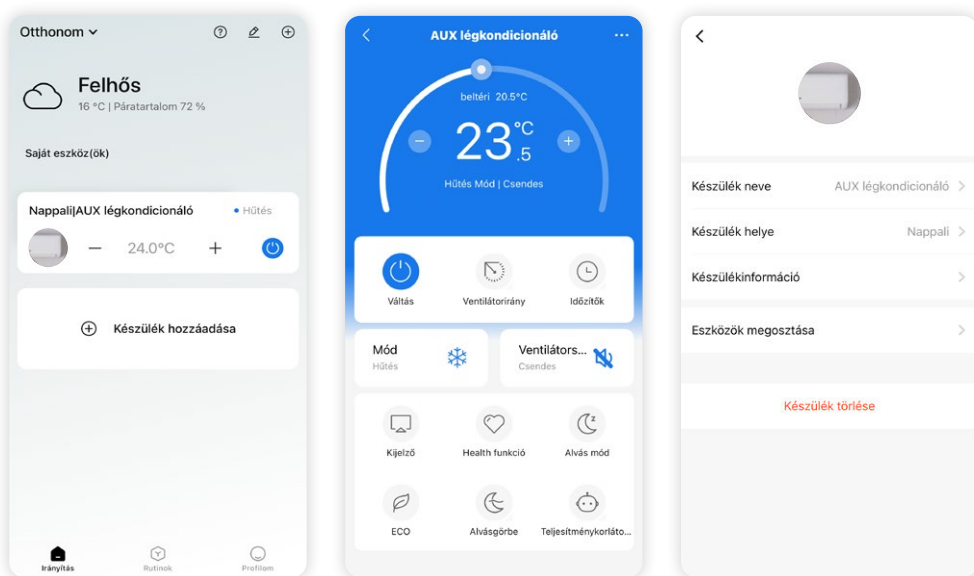 Otthonom
Felhős
16 °C | Páratartalom 72 %
Saját eszköz(ök)
Nappali|AUX légkondicionáló
Hűtés
24.0°C
Készülék hozzáadása
Irányítás
Rutinok
Profilom
AUX légkondicionáló
beltéri 20.5°C
23.5°C
Hűtés Mód | Csendes
Váltás
Ventilátorirány
Időzítők
Mód
Hűtés
Ventilátors...
Csendes
Kijelző
Health funkció
Alvás mód
ECO
Alvásgörbe
Teljesítménykorláto...
Készülék neve
AUX légkondicionáló
Készülék helye
Nappali
Készülékinformáció
Eszközök megosztása
Készülék törlése